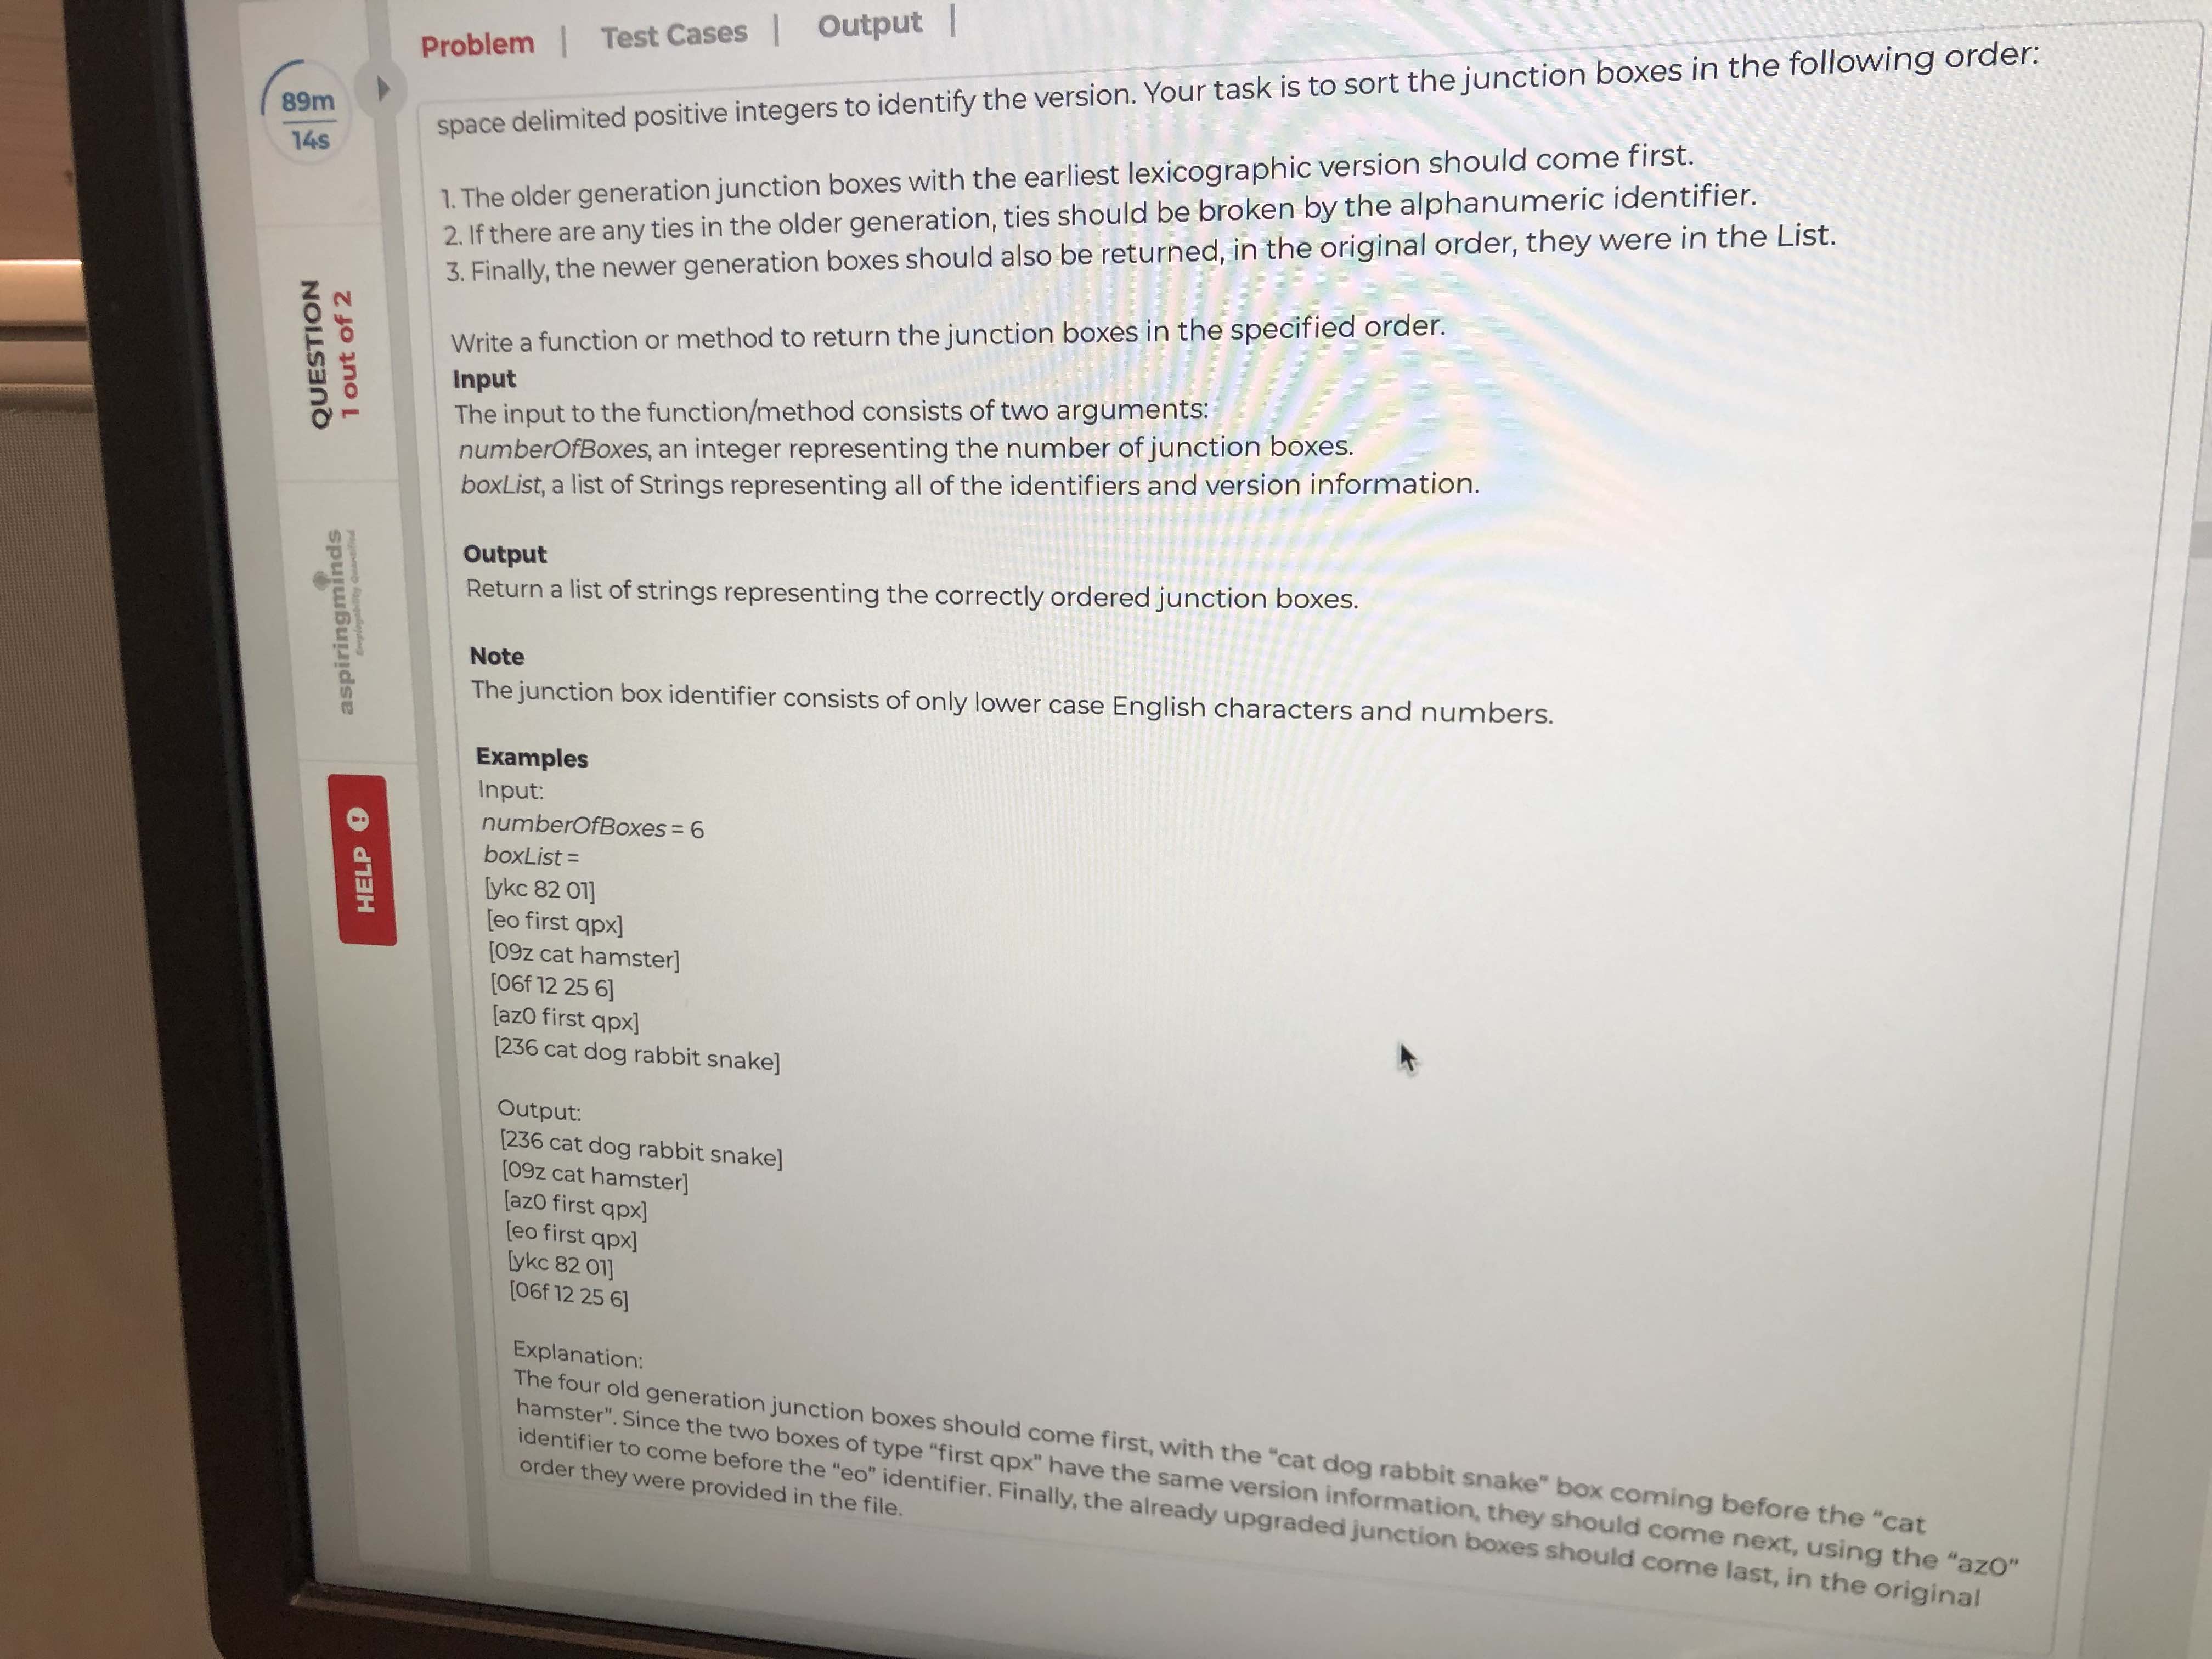 Problem | Test Cases | Output |
89m
14s
space delimited positive integers to identify the version. Your task is to sort the junction boxes in the following order:
1. The older generation junction boxes with the earliest lexicographic version should come first.
2. If there are any ties in the older generation, ties should be broken by the alphanumeric identifier.
3. Finally, the newer generation boxes should also be returned, in the original order, they were in the List.
QUESTION
1 out of 2
Write a function or method to return the junction boxes in the specified order.
Input
The input to the function/method consists of two arguments:
numberOfBoxes, an integer representing the number of junction boxes.
boxList, a list of Strings representing all of the identifiers and version information.
aspiringminds
Employability Quantified
Output
Return a list of strings representing the correctly ordered junction boxes.
Note
The junction box identifier consists of only lower case English characters and numbers.
HELP
Examples
Input:
numberOfBoxes = 6
boxList =
[ykc 82 01]
[eo first qpx]
[09z cat hamster]
[06f 12 25 6]
[az0 first qpx]
[236 cat dog rabbit snake]
Output:
[236 cat dog rabbit snake]
[09z cat hamster]
[az0 first qpx]
[eo first qpx]
[ykc 82 01]
[06f 12 25 6]
Explanation:
The four old generation junction boxes should come first, with the "cat dog rabbit snake" box coming before the "cat
hamster". Since the two boxes of type "first qpx" have the same version information, they should come next, using the "az0"
identifier to come before the "eo" identifier. Finally, the already upgraded junction boxes should come last, in the original
order they were provided in the file.